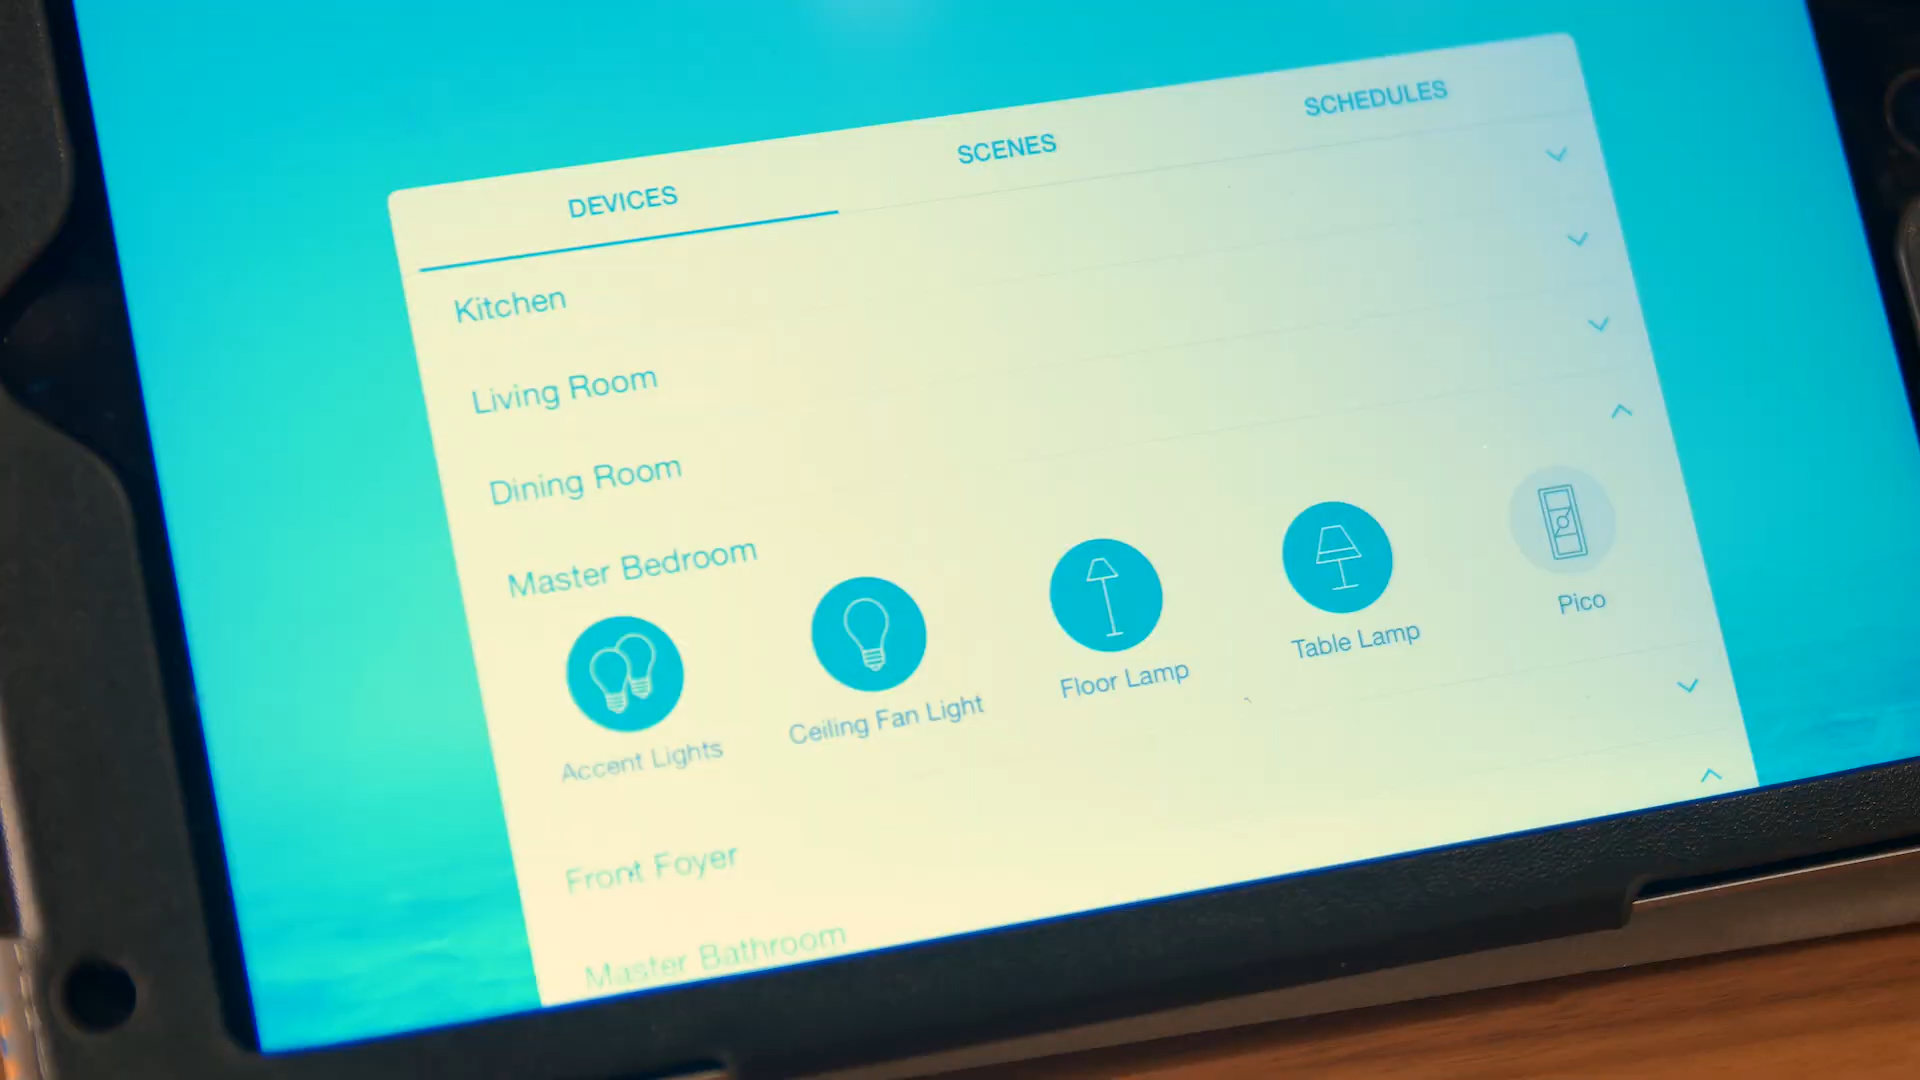 DEVICES
SCENES
SCHEDULES
Kitchen
Living Room
Dining Room
Master Bedroom
Accent Lights
Ceiling Fan Light
Floor Lamp
Table Lamp
Pico
Front Foyer
Master Bathroom